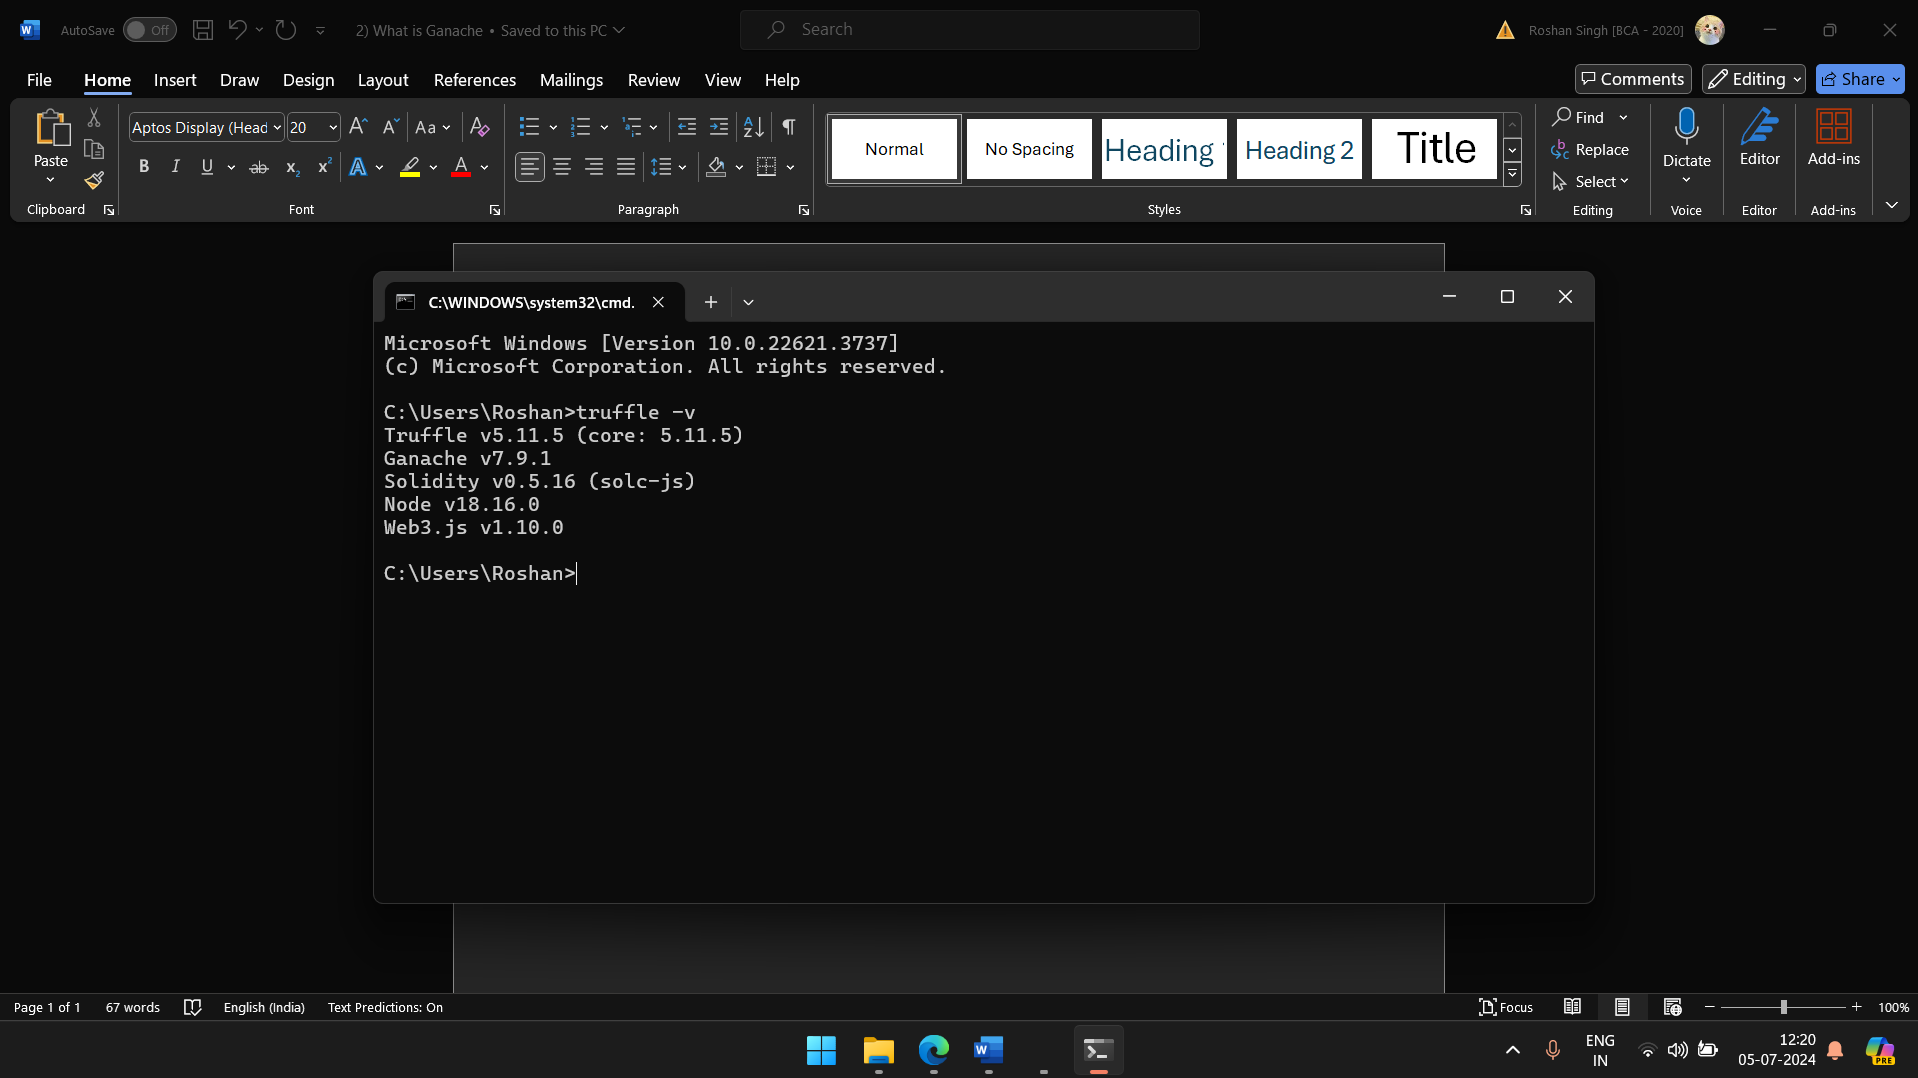 AutoSave Off 2) What is Ganache • Saved to this PC Search Roshan Singh [BCA - 2020]
File Home Insert Draw Design Layout References Mailings Review View Help Comments Editing Share
Paste
Clipboard
Aptos Display (Head 20
Font
Paragraph
Normal No Spacing Heading Heading 2 Title
Styles
Find
Replace
Select
Editing
Dictate
Voice
Editor
Editor
Add-ins
Add-ins
C:\WINDOWS\system32\cmd.
Microsoft Windows [Version 10.0.22621.3737]
(c) Microsoft Corporation. All rights reserved.
C:\Users\Roshan>truffle -v
Truffle v5.11.5 (core: 5.11.5)
Ganache v7.9.1
Solidity v0.5.16 (solc-js)
Node v18.16.0
Web3.js v1.10.0
C:\Users\Roshan>
Page 1 of 1 67 words English (India) Text Predictions: On Focus 100%
ENG
IN
12:20
05-07-2024
PRE